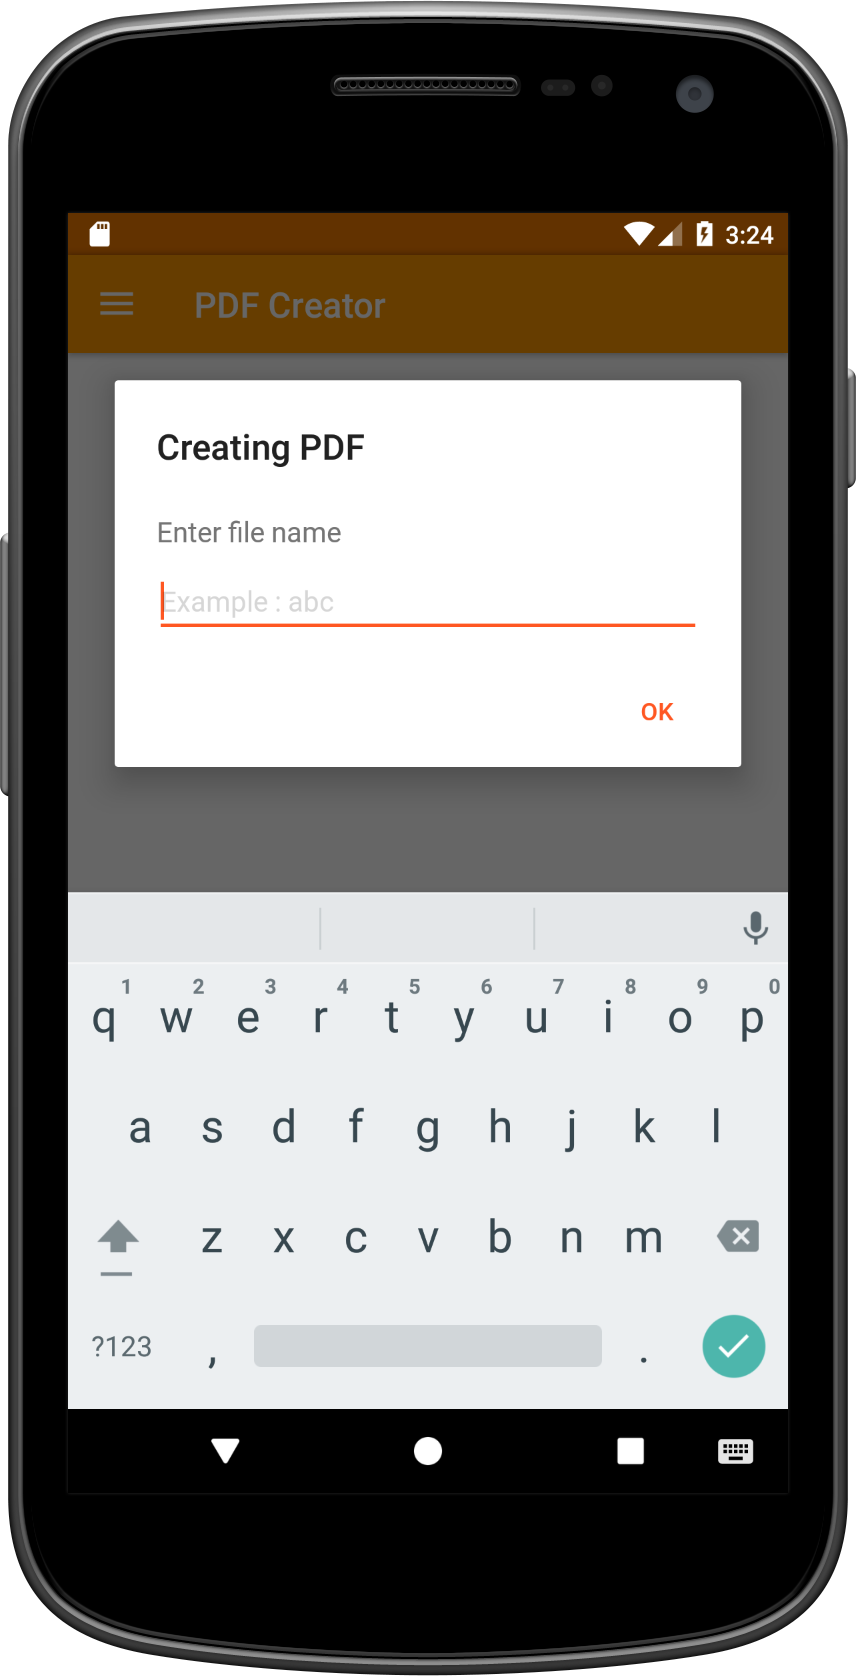 3:24
PDF Creator
Creating PDF
Enter file name
Example : abc
OK
1 2 3 4 5 6 7 8 9 0
q w e r t y u i o p
a s d f g h j k l
z x c v b n m
?123 , .